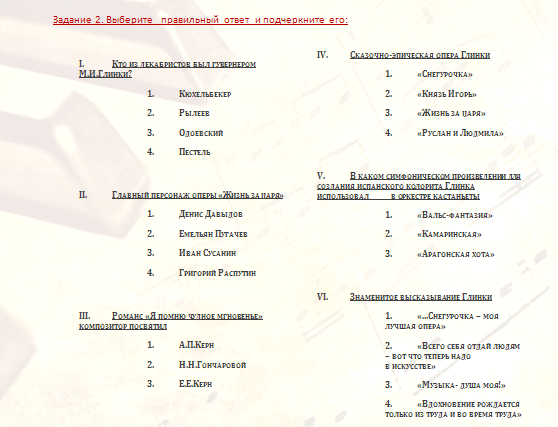 Задание 2. Выберите правильный ответ и подчеркните его:
I. Кто из декабристов был гувернером
М.И.Глинки?
1. Кюхельбекер
2. Рылеев
3. Одоевский
4. Пестель
II. Главный персонаж оперы «Жизнь за царя»
1. Денис Давыдов
2. Емельян Пугачев
3. Иван Сусанин
4. Григорий Распутин
III. Романс «Я помню чудное мгновенье»
композитор посвятил
1. А.П.Керн
2. Н.Н.Гончаровой
3. Е.Е.Керн
IV. Сказочно-эпическая опера Глинки
1. «Снегурочка»
2. «Князь Игорь»
3. «Жизнь за царя»
4. «Руслан и Людмила»
V. В каком симфоническом произведении для
создания испанского колорита Глинка
использовал в оркестре кастаньеты
1. «Вальс-фантазия»
2. «Камаринская»
3. «Арагонская хота»
VI. Знаменитое высказывание Глинки
1. «...Снегурочка – моя
лучшая опера»
2. «Всего себя отдай людям
– вот что теперь надо
в искусстве»
3. «Музыка- душа моя!»
4. «Вдохновение рождается
только из труда и во время труда»